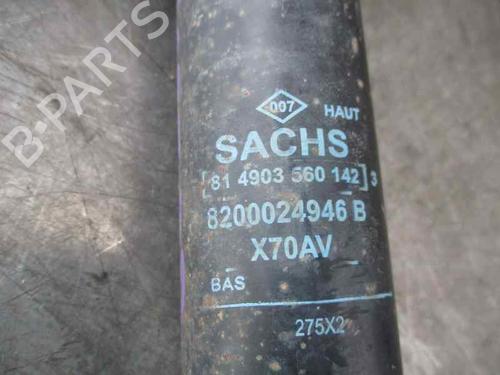 B-PARTS
007
HAUT
SACHS
[81 4903 560 142]3
8200024946 B
X70AV
BAS
275X2